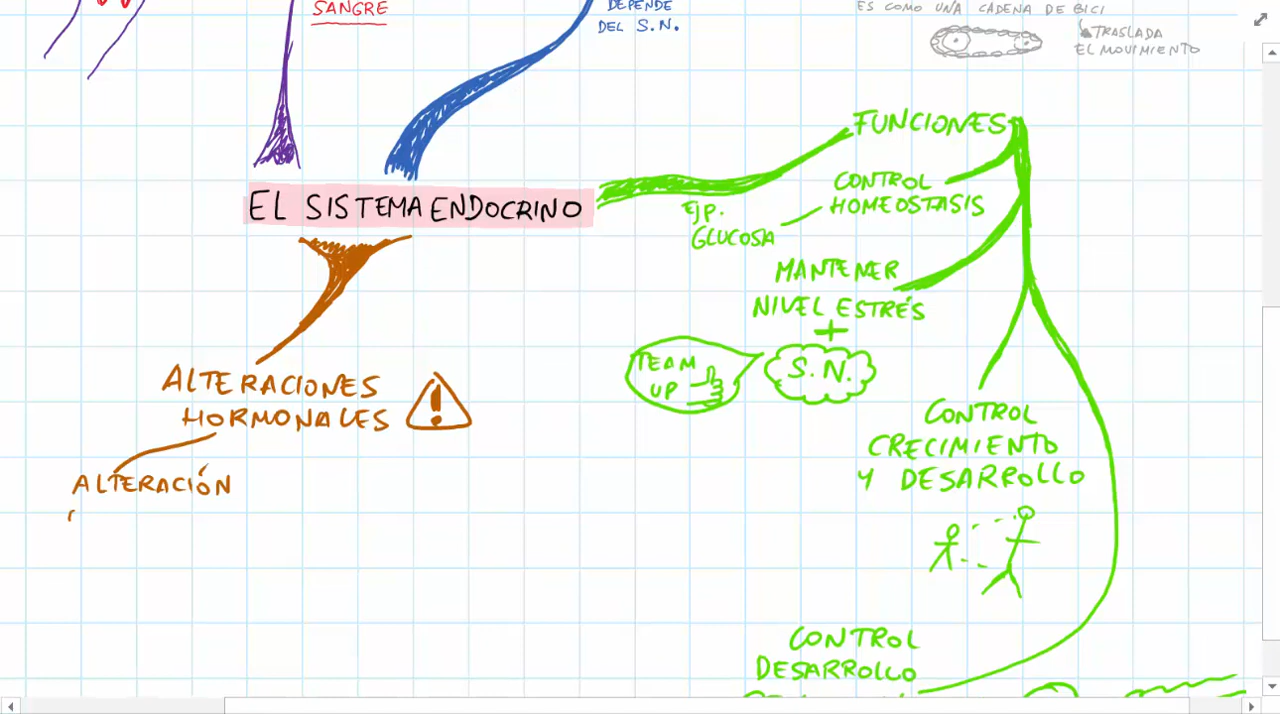 SANGRE
DEPENDE
DEL S.N.
ES COMO UNA CADENA DE BICI
TRASLADA
EL MOVIMIENTO
FUNCIONES
CONTROL
HOMEOSTASIS
EJP.
GLUCOSA
EL SISTEMA ENDOCRINO
MANTENER
NIVEL ESTRÉS
+
S.N.
TEAM
UP
ALTERACIONES
HORMONALES
!
ALTERACIÓN
CONTROL
CRECIMIENTO
Y DESARROLLO
CONTROL
DESARROLLO